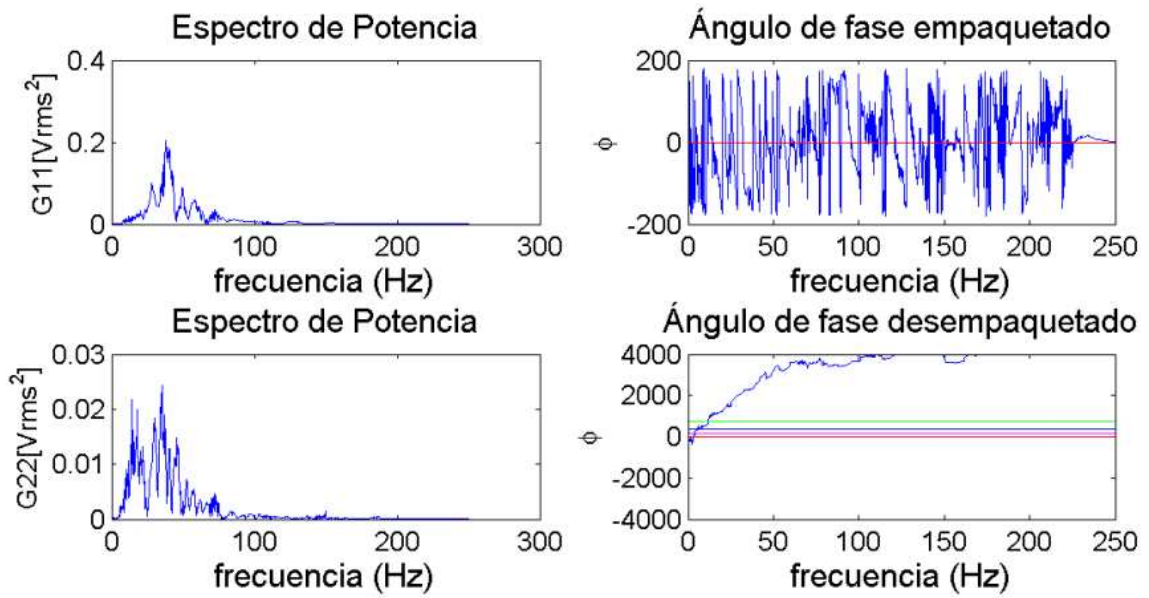 Espectro de Potencia
G11[Vrms²]
0.4
0.2
0
0 100 200 300
frecuencia (Hz)
Ángulo de fase empaquetado
ϕ
200
0
-200
0 50 100 150 200 250
frecuencia (Hz)
Espectro de Potencia
G22[Vrms²]
0.03
0.02
0.01
0
0 100 200 300
frecuencia (Hz)
Ángulo de fase desempaquetado
ϕ
4000
2000
0
-2000
-4000
0 50 100 150 200 250
frecuencia (Hz)